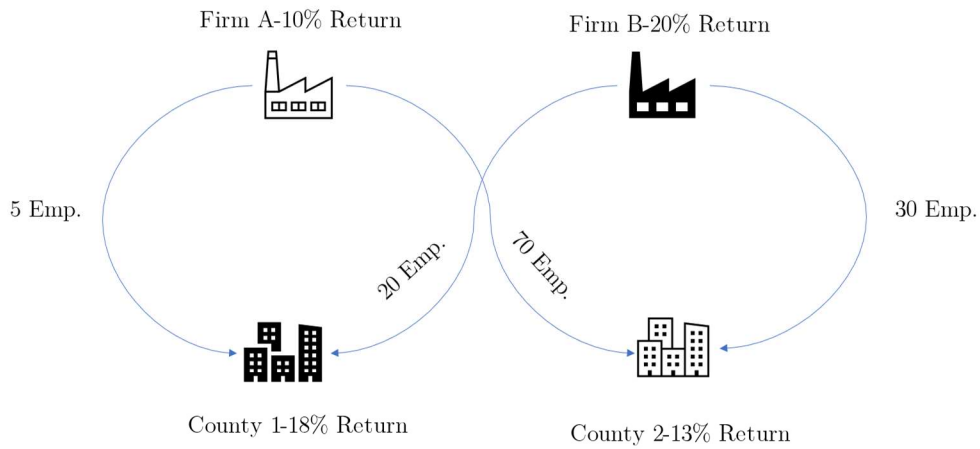 Firm A-10% Return
Firm B-20% Return
5 Emp.
30 Emp.
20 Emp.
70 Emp.
County 1-18% Return
County 2-13% Return